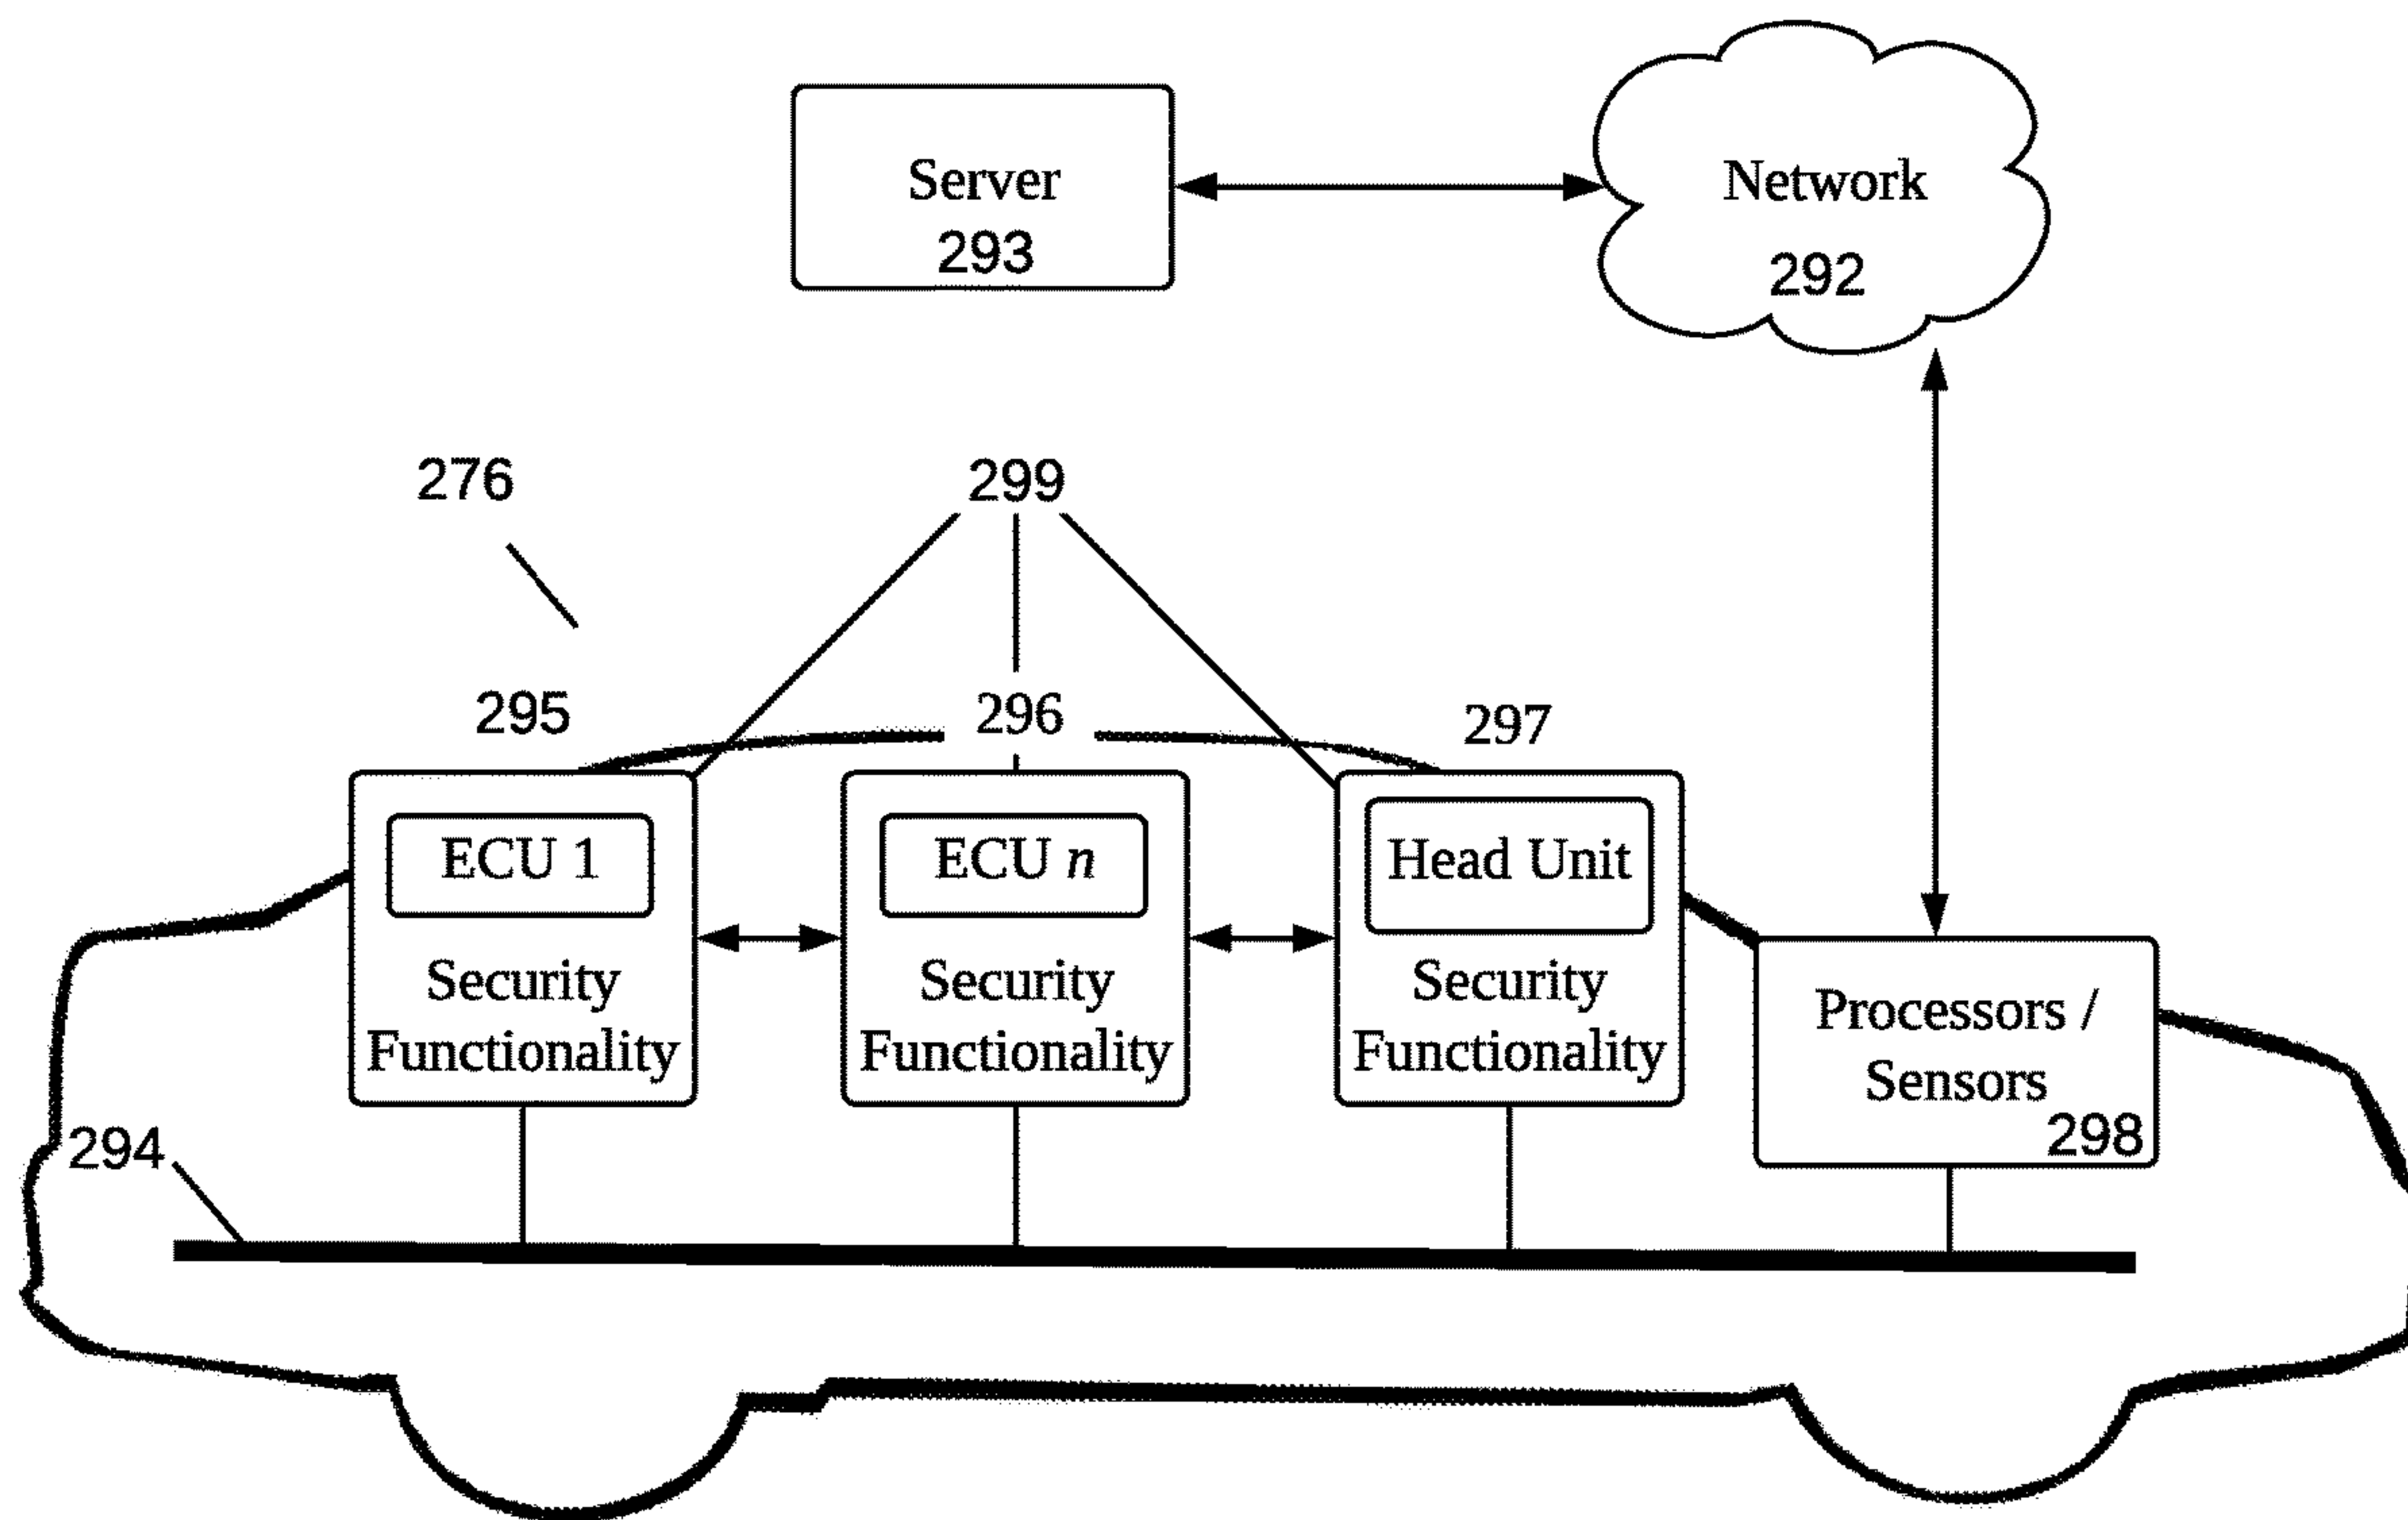 Server
293
Network
292
276
299
295
296
297
ECU 1
Security
Functionality
ECU n
Security
Functionality
Head Unit
Security
Functionality
Processors /
Sensors
298
294